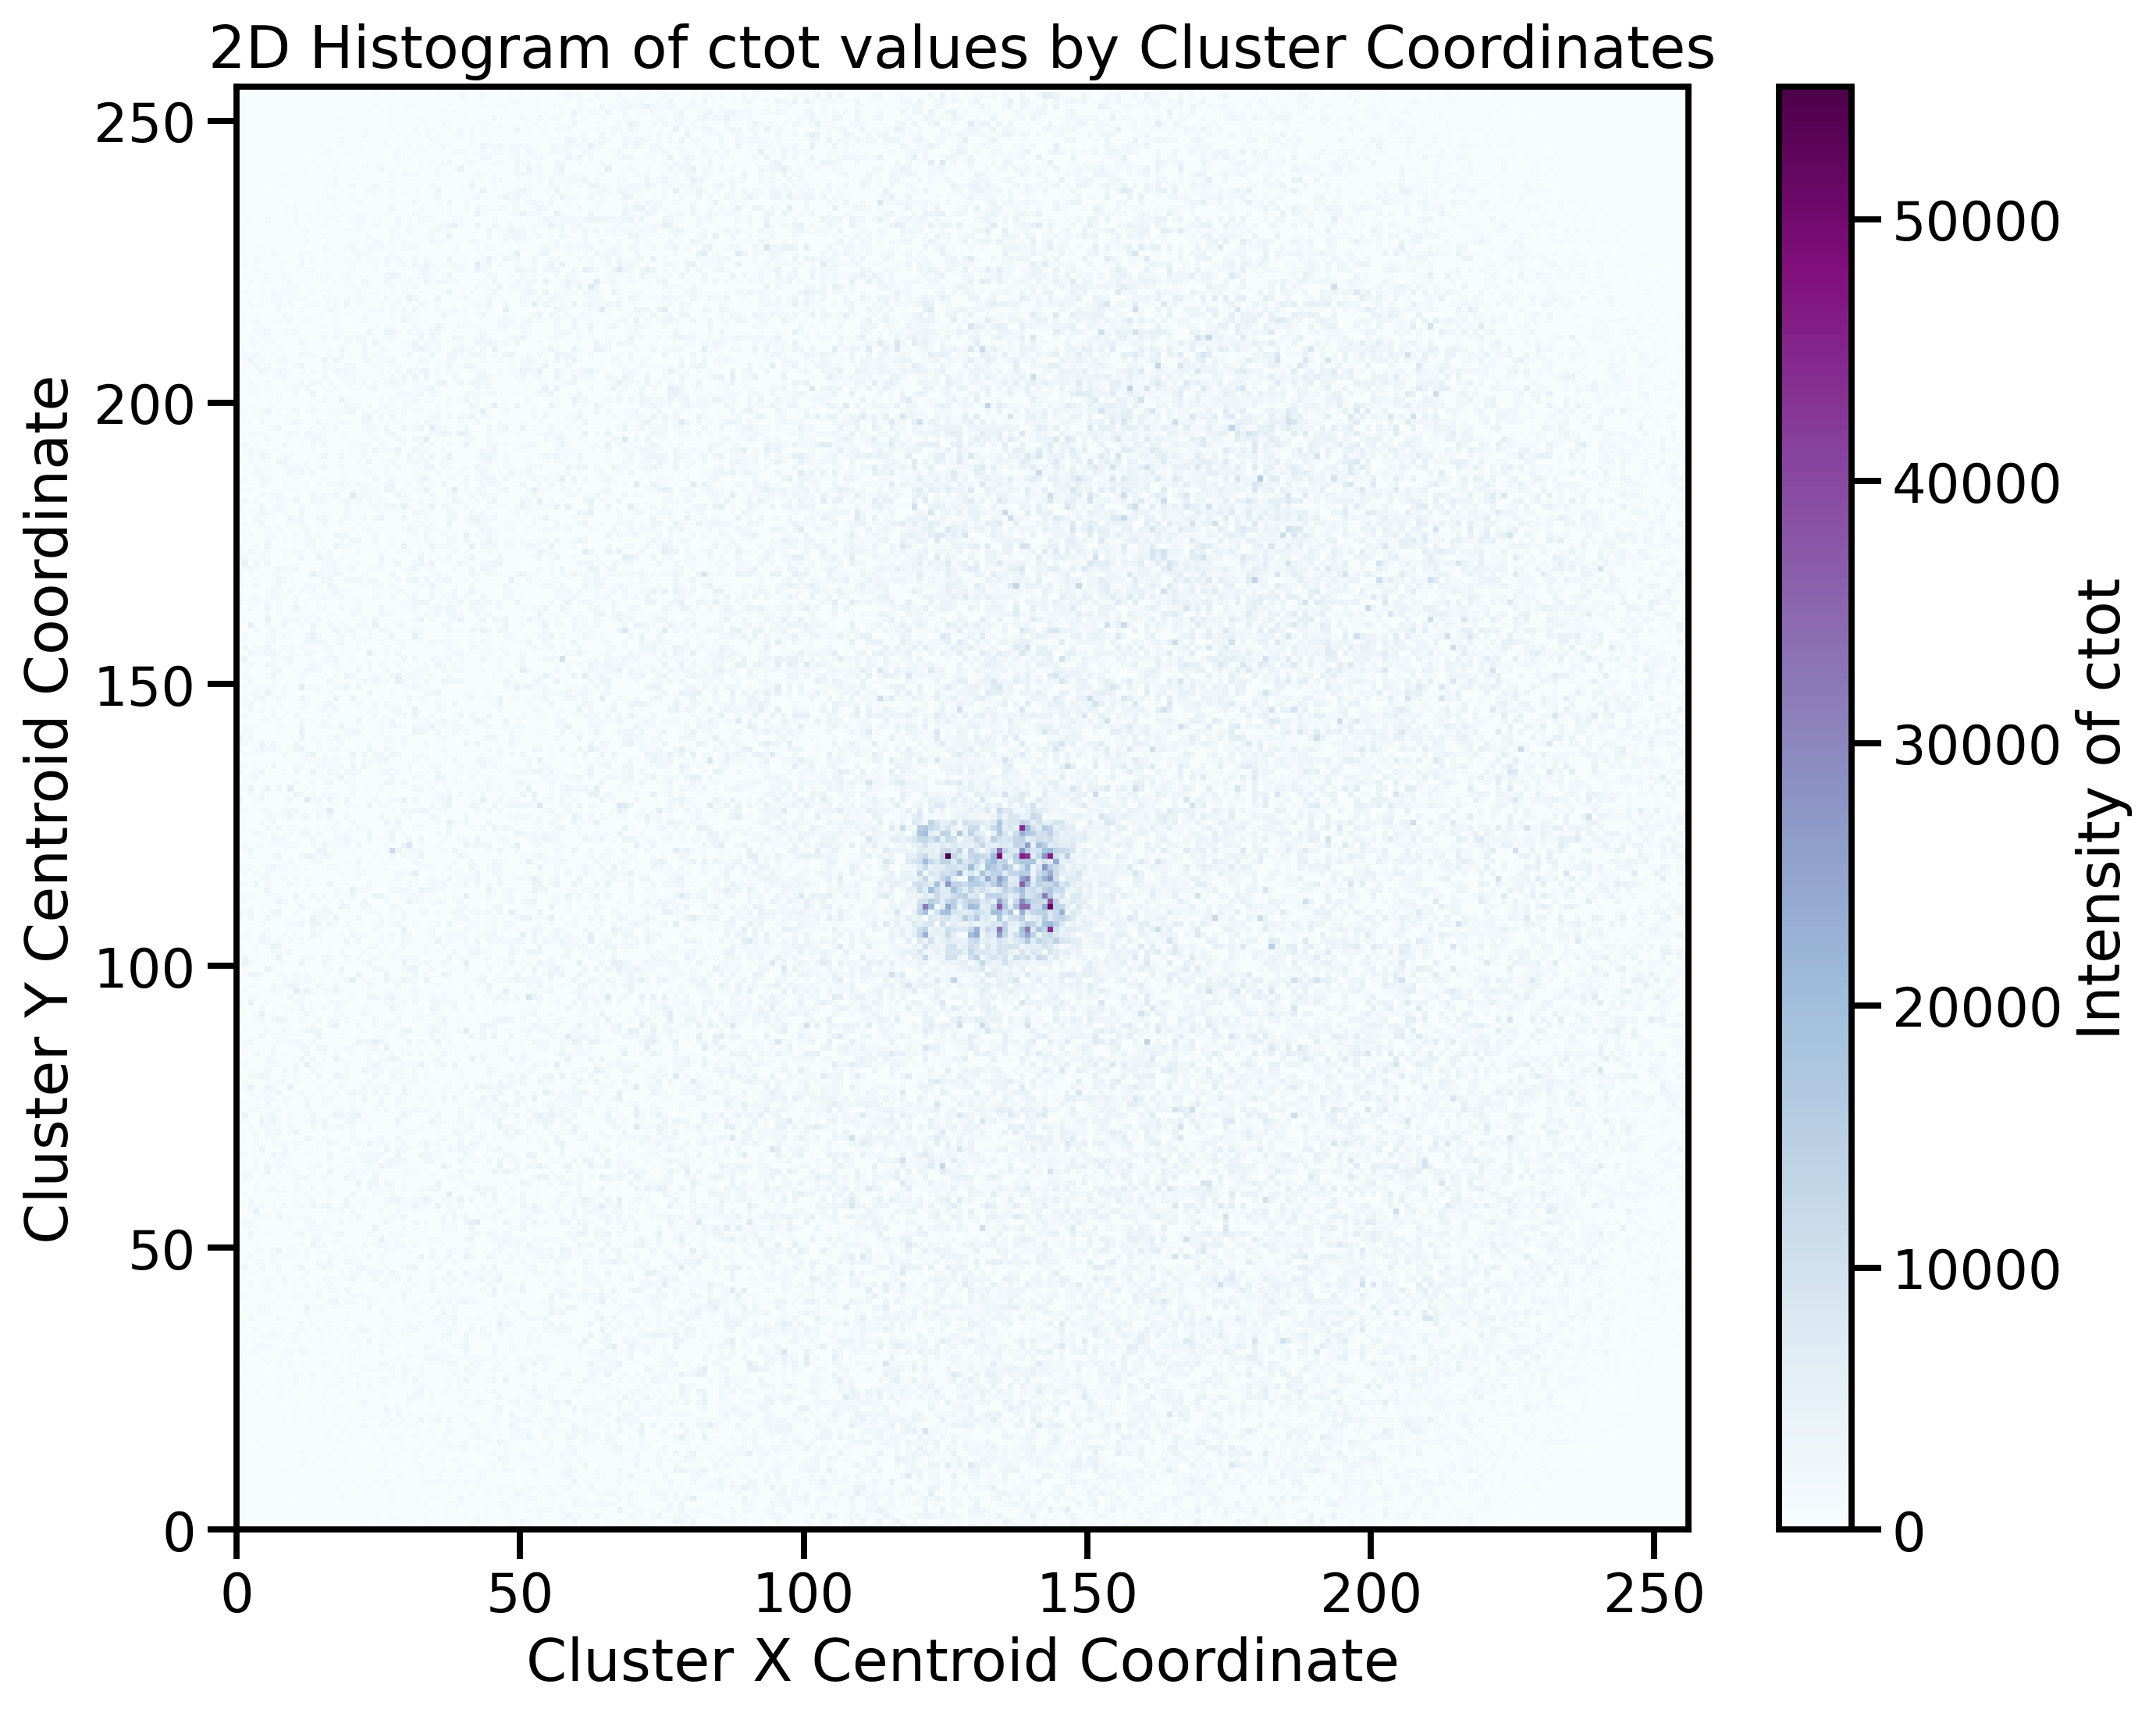 2D Histogram of ctot values by Cluster Coordinates
Cluster Y Centroid Coordinate
250
200
150
100
50
0
0 50 100 150 200 250
Cluster X Centroid Coordinate
50000
40000
30000
20000
10000
0
Intensity of ctot